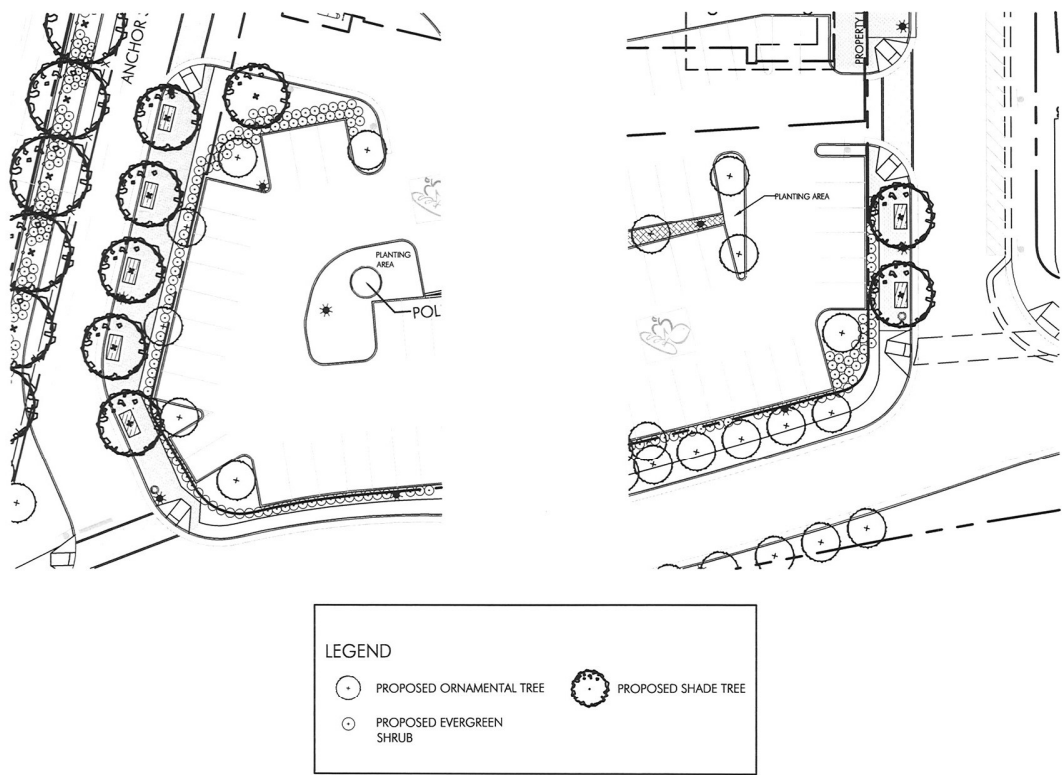 ANCHOR
PROPERTY
PLANTING AREA
PLANTING
AREA
POL
LEGEND
PROPOSED ORNAMENTAL TREE
PROPOSED SHADE TREE
PROPOSED EVERGREEN
SHRUB